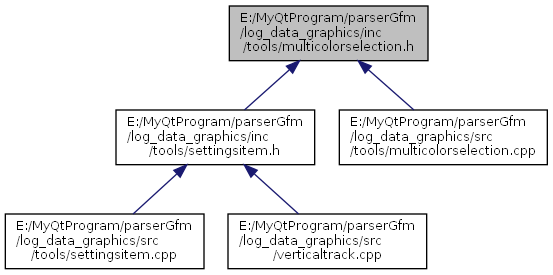 E:/MyQtProgram/parserGfm
/log_data_graphics/inc
/tools/multicolorselection.h
E:/MyQtProgram/parserGfm
/log_data_graphics/inc
/tools/settingsitem.h
E:/MyQtProgram/parserGfm
/log_data_graphics/src
/tools/multicolorselection.cpp
E:/MyQtProgram/parserGfm
/log_data_graphics/src
/tools/settingsitem.cpp
E:/MyQtProgram/parserGfm
/log_data_graphics/src
/verticaltrack.cpp